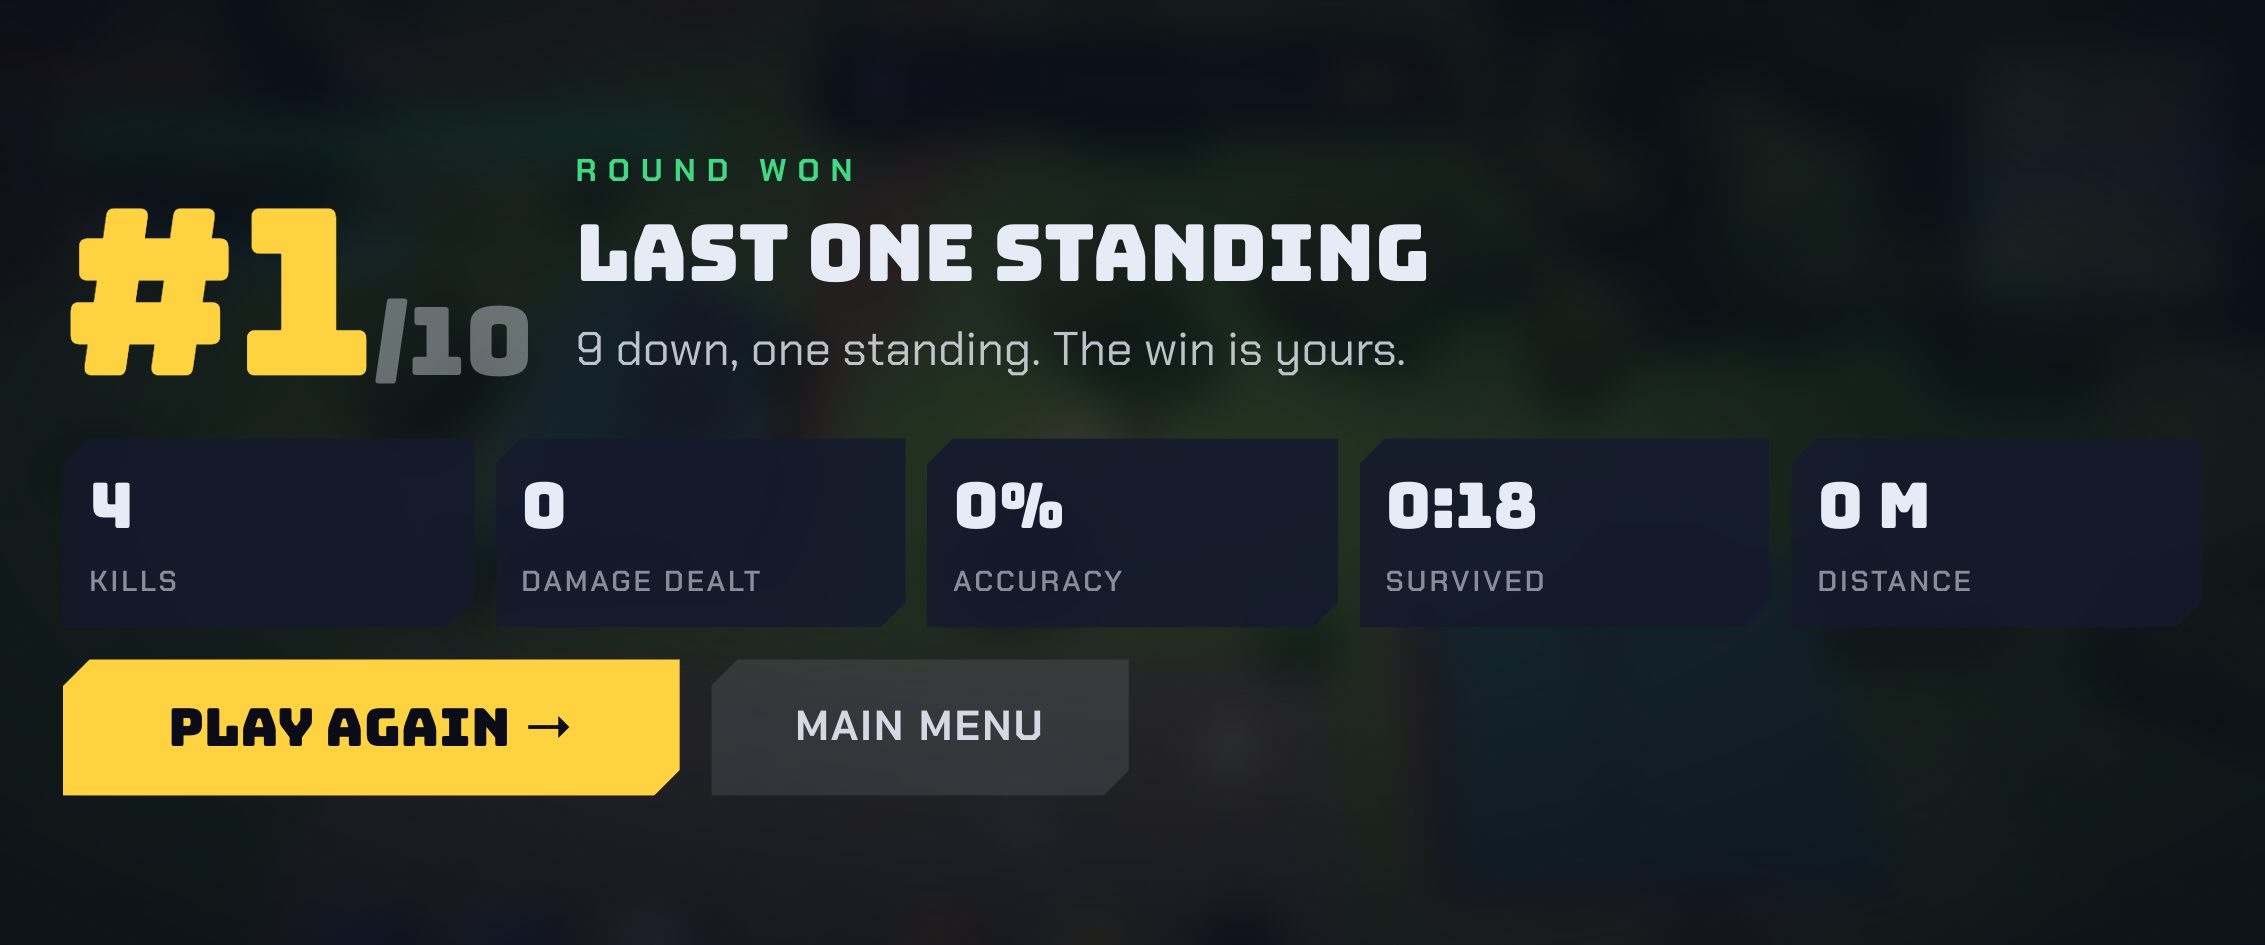 ROUND WON
#1/10
LAST ONE STANDING
9 down, one standing. The win is yours.
4
KILLS
0
DAMAGE DEALT
0%
ACCURACY
0:18
SURVIVED
0 M
DISTANCE
PLAY AGAIN →
MAIN MENU